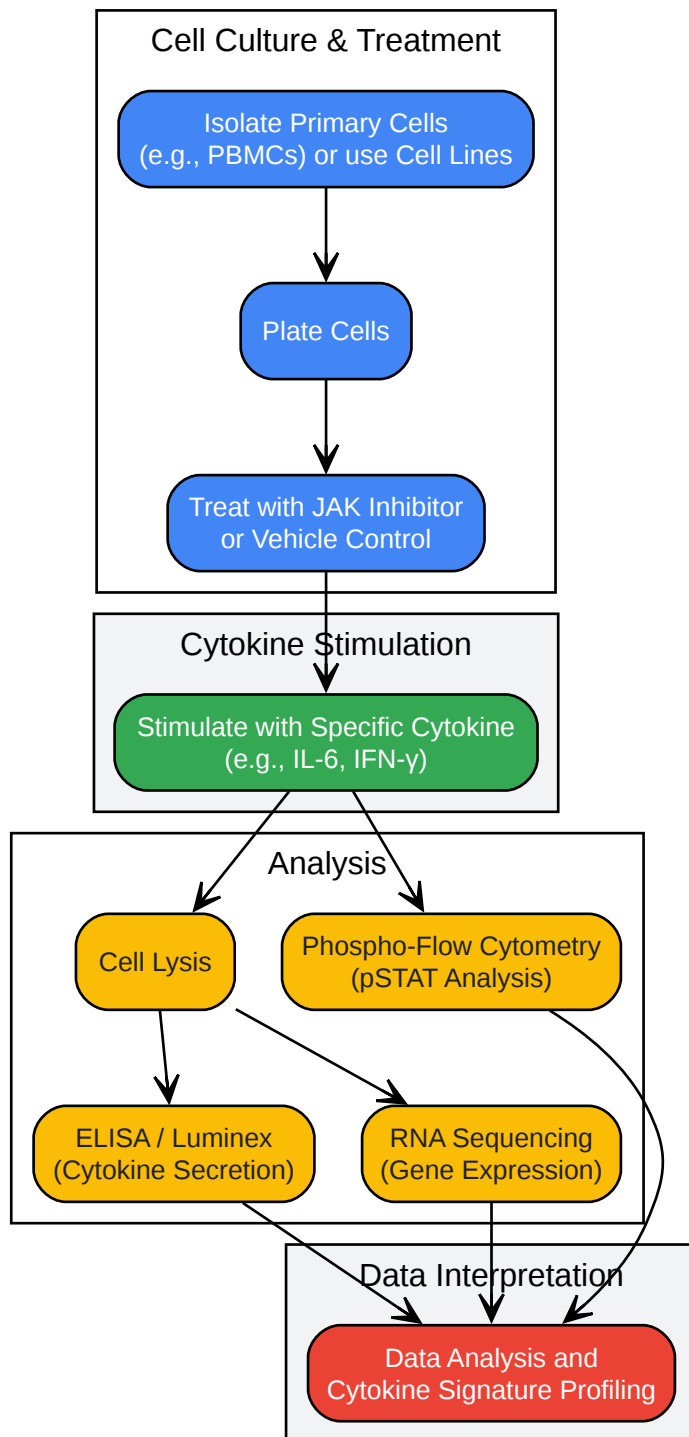 Cell Culture & Treatment
Isolate Primary Cells
(e.g., PBMCs) or use Cell Lines
Plate Cells
Treat with JAK Inhibitor
or Vehicle Control
Cytokine Stimulation
Stimulate with Specific Cytokine
(e.g., IL-6, IFN-γ)
Analysis
Cell Lysis
Phospho-Flow Cytometry
(pSTAT Analysis)
ELISA / Luminex
(Cytokine Secretion)
RNA Sequencing
(Gene Expression)
Data Interpretation
Data Analysis and
Cytokine Signature Profiling